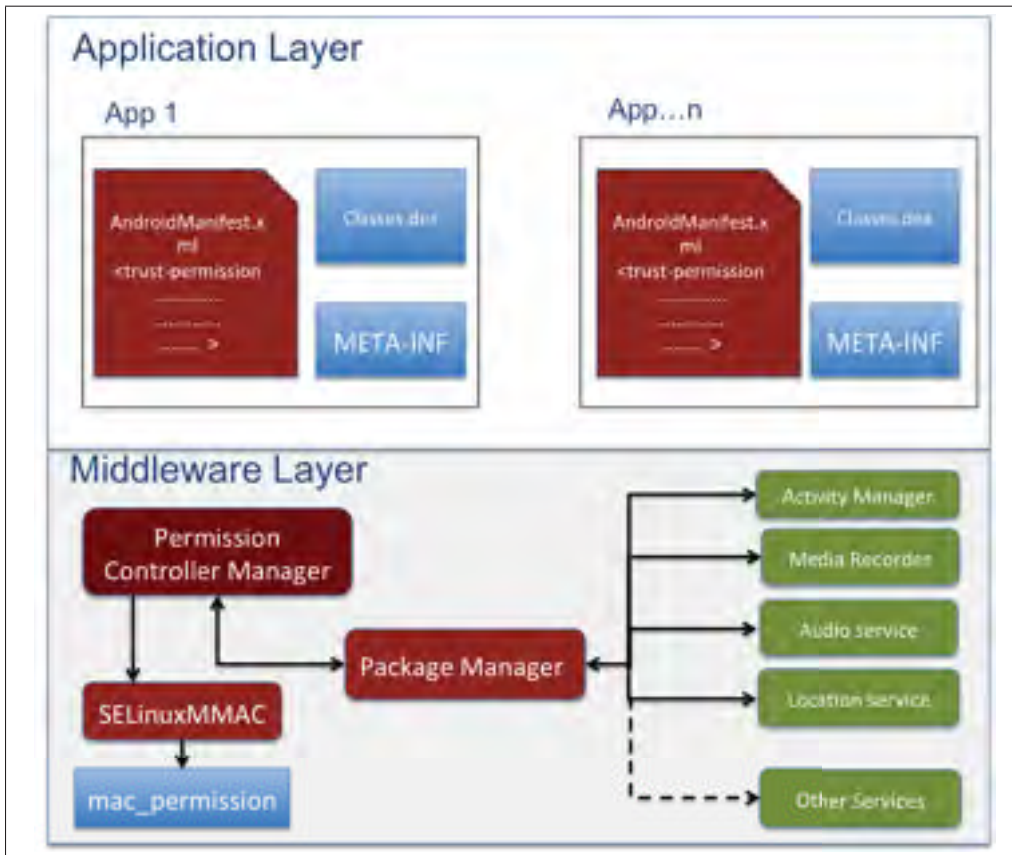 Application Layer
App 1
App...n
AndroidManifest.x
ml
<trust-permission
............
............
....... >
Classes.dex
META-INF
AndroidManifest.x
ml
<trust-permission
............
............
....... >
Classes.dex
META-INF
Middleware Layer
Permission
Controller Manager
Package Manager
SELinuxMMAC
mac_permission
Activity Manager
Media Recorder
Audio service
Location service
Other Services